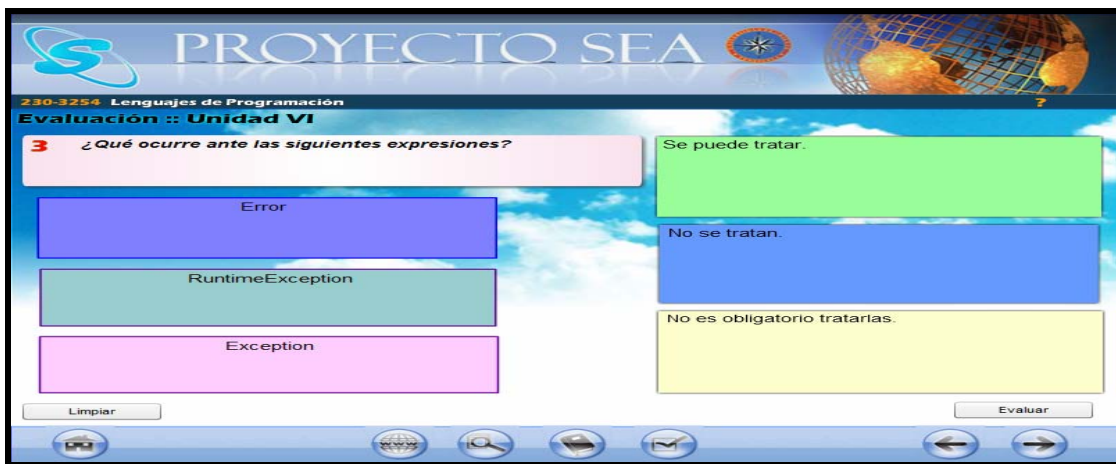 PROYECTO SEA
230-3254 Lenguajes de Programación
?
Evaluación :: Unidad VI
3 ¿Qué ocurre ante las siguientes expresiones?
Error
RuntimeException
Exception
Se puede tratar.
No se tratan.
No es obligatorio tratarlas.
Limpiar
Evaluar
www